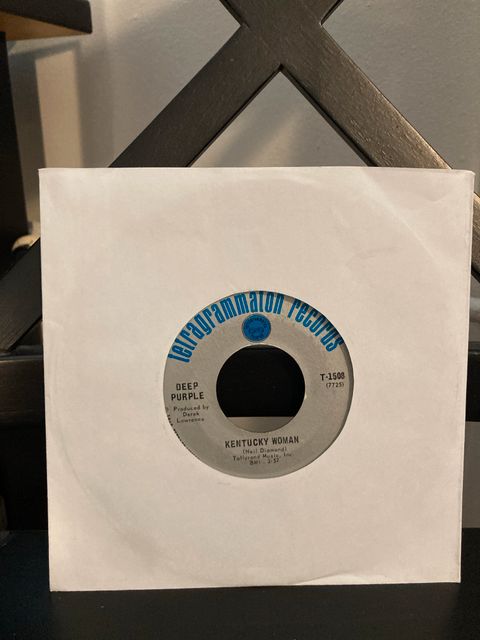 tetragrammaton records
DEEP
PURPLE
T-1508
(7725)
Produced by
Derek
Lawrence
KENTUCKY WOMAN
(Neil Diamond)
Tallyrand Music, Inc.
BMI - 3:57